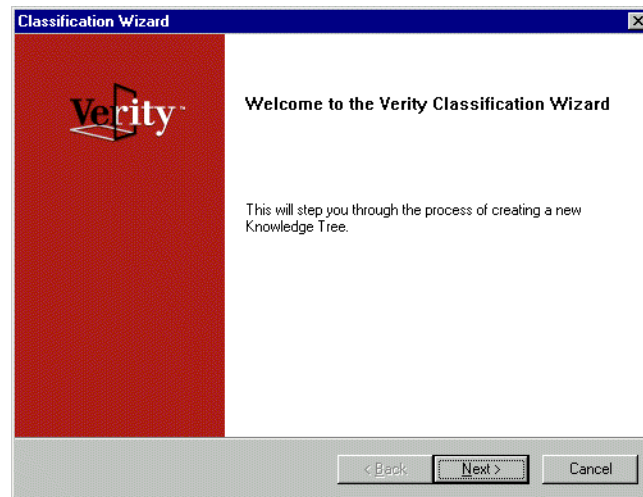 Classification Wizard
Verity™
Welcome to the Verity Classification Wizard
This will step you through the process of creating a new
Knowledge Tree.
< Back
Next >
Cancel